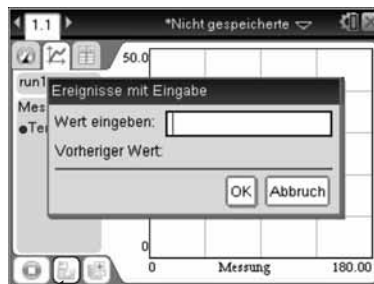 1.1 *Nicht gespeicherte
50.0
run1
Ereignisse mit Eingabe
Mes
Wert eingeben:
Te
Vorheriger Wert:
OK Abbruch
0
0 Messung 180.00